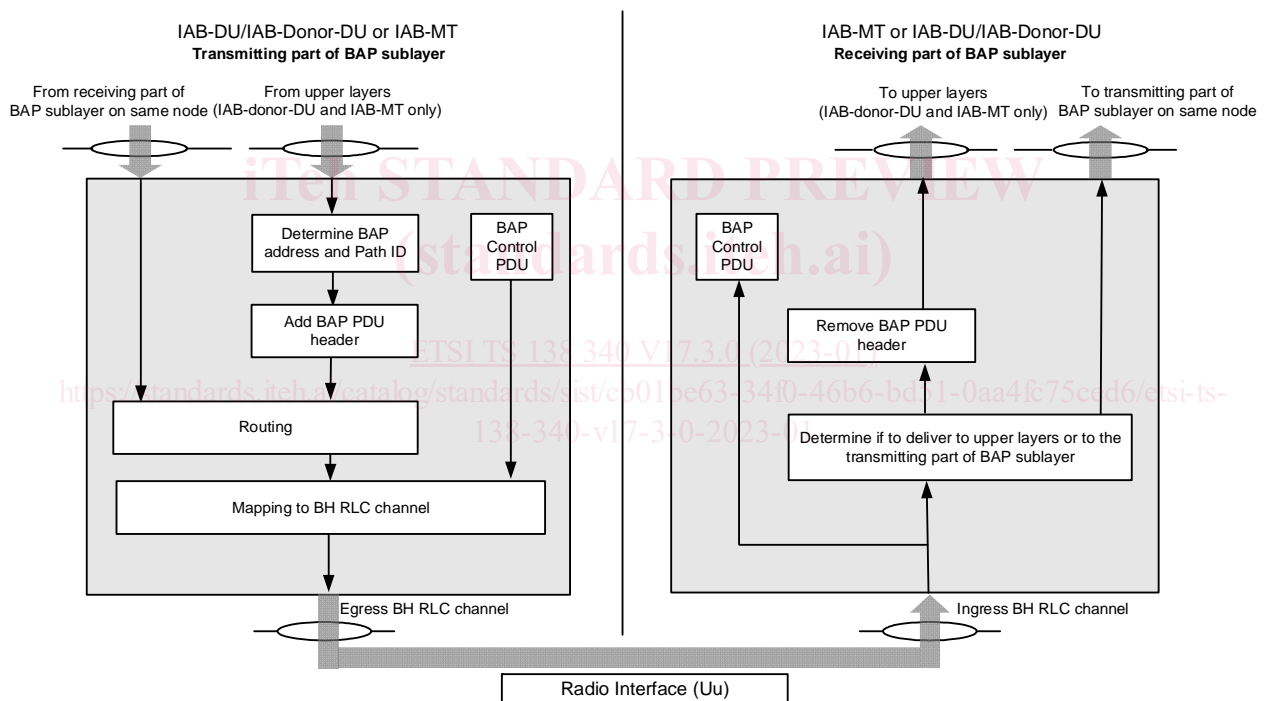 IAB-DU/IAB-Donor-DU or IAB-MT
Transmitting part of BAP sublayer
From receiving part of
BAP sublayer on same node
From upper layers
(IAB-donor-DU and IAB-MT only)
Determine BAP
address and Path ID
BAP
Control
PDU
Add BAP PDU
header
Routing
Mapping to BH RLC channel
Egress BH RLC channel
IAB-MT or IAB-DU/IAB-Donor-DU
Receiving part of BAP sublayer
To upper layers
(IAB-donor-DU and IAB-MT only)
To transmitting part of
BAP sublayer on same node
BAP
Control
PDU
Remove BAP PDU
header
Determine if to deliver to upper layers or to the
transmitting part of BAP sublayer
Ingress BH RLC channel
Radio Interface (Uu)
iTeh STANDARD PREVIEW
(standards.iteh.ai)
ETSI TS 138 340 V17.3.0 (2023-01)
https://standards.iteh.ai/catalog/standards/sist/cb01be63-34f0-46b6-bd51-0aa4fc75ced6/etsi-ts-
138-340-v17-3-0-2023-01